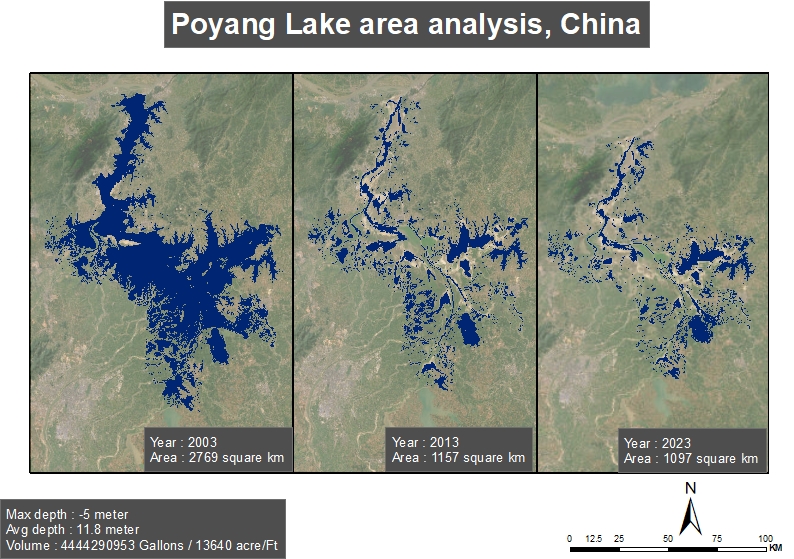 Poyang Lake area analysis, China
Year : 2003
Area : 2769 square km
Year : 2013
Area : 1157 square km
Year : 2023
Area : 1097 square km
Max depth : -5 meter
Avg depth : 11.8 meter
Volume : 4444290953 Gallons / 13640 acre/Ft
N
0 12.5 25 50 75 100
KM